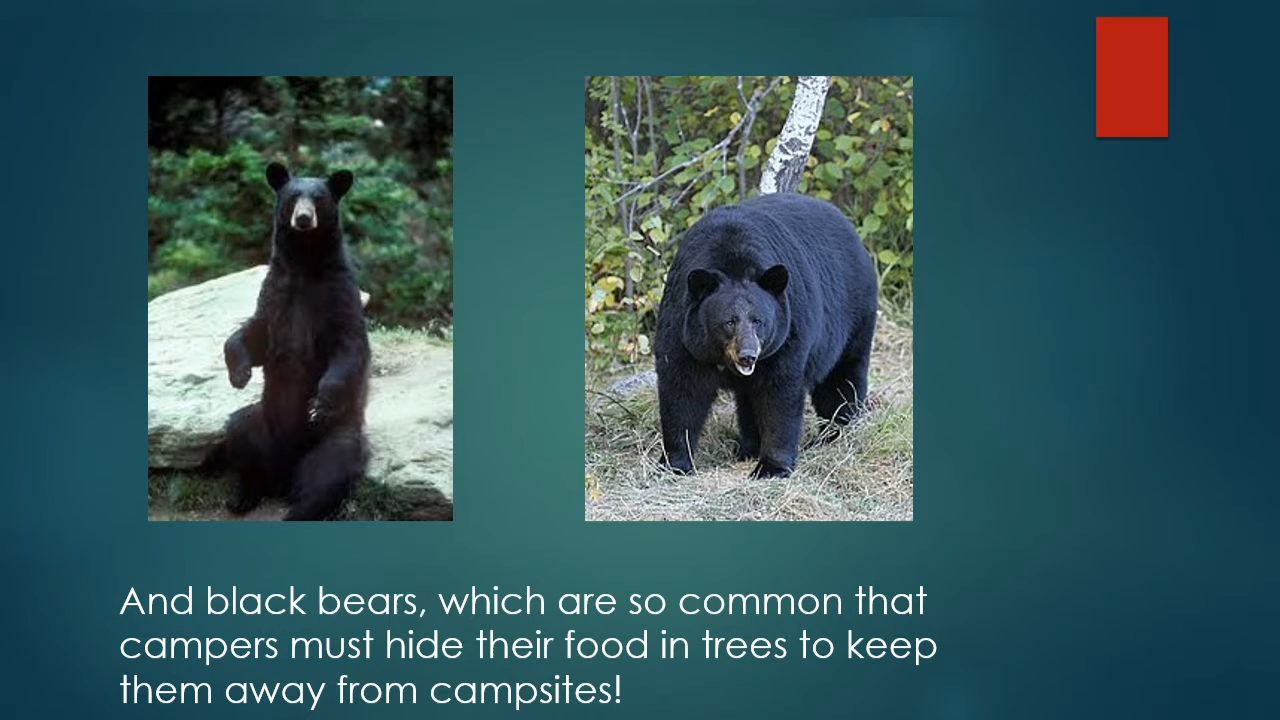 And black bears, which are so common that
campers must hide their food in trees to keep
them away from campsites!